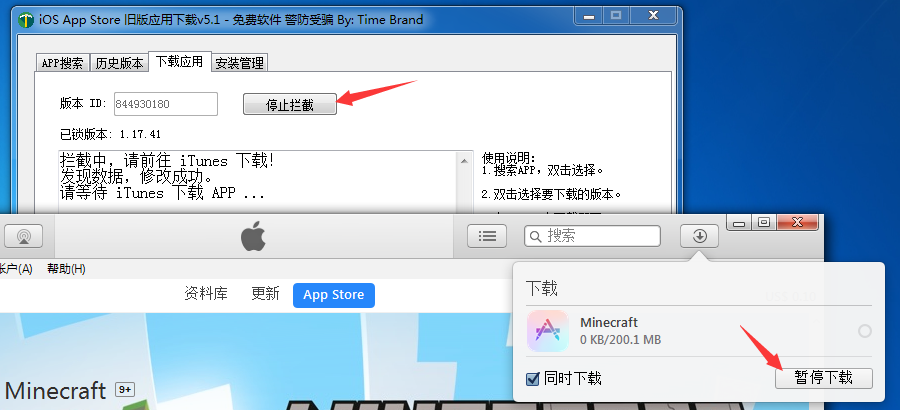 iOS App Store 旧版应用下载v5.1 - 免费软件 警防受骗 By: Time Brand
APP搜索 历史版本 下载应用 安装管理
版本 ID: 844930180 停止拦截
已锁版本: 1.17.41
拦截中，请前往 iTunes 下载!
发现数据，修改成功。
请等待 iTunes 下载 APP ...
使用说明:
1.搜索APP，双击选择。
2.双击选择要下载的版本。
搜索
账户(A) 帮助(H)
资料库 更新 App Store
下载
Minecraft
0 KB/200.1 MB
同时下载 暂停下载
Minecraft 9+